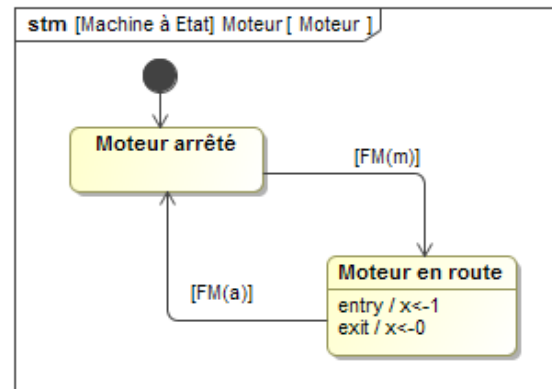 stm [Machine à Etat] Moteur [ Moteur ]
Moteur arrêté
[FM(m)]
Moteur en route
entry / x<-1
exit / x<-0
[FM(a)]